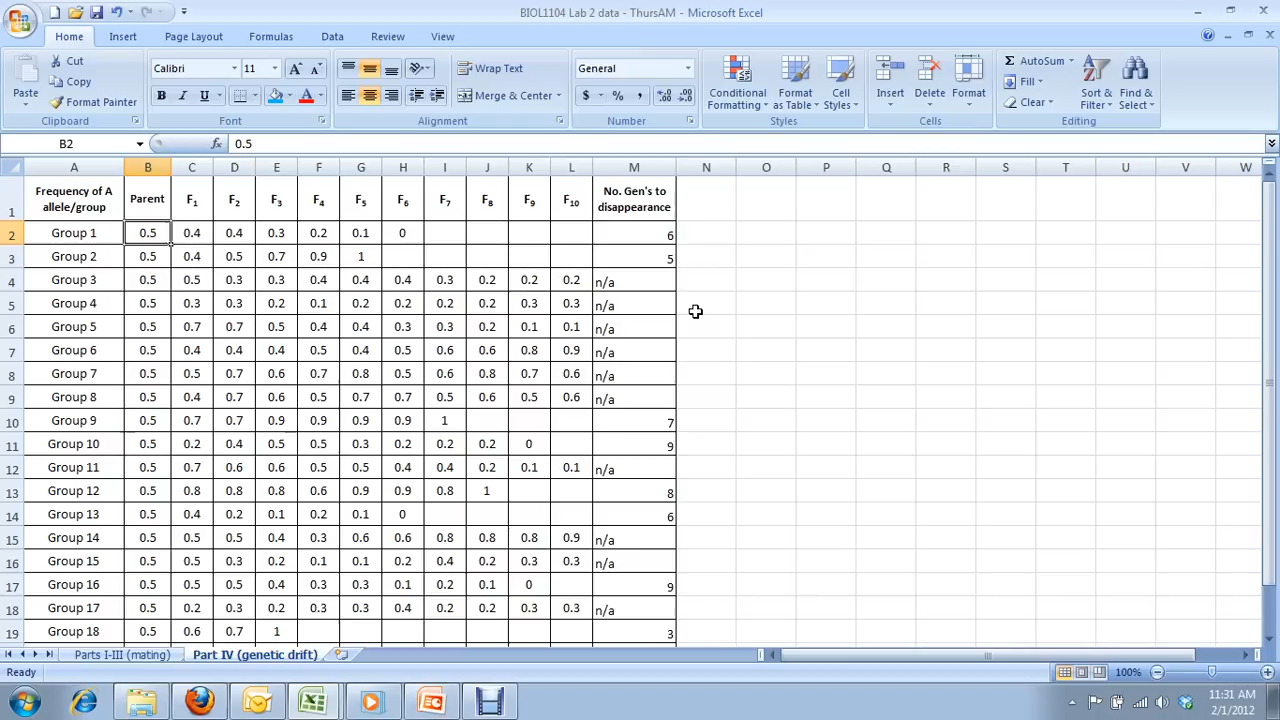 BIOL1104 Lab 2 data - ThursAM - Microsoft Excel
Home Insert Page Layout Formulas Data Review View
Cut
Copy
Format Painter
Paste
Clipboard
Calibri 11
B I U A A A
Font
Wrap Text
Merge & Center
Alignment
General
$ % ,
Number
Conditional Formatting
Format as Table
Cell Styles
Styles
Insert Delete Format
Cells
Σ AutoSum
Fill
Clear
Sort & Filter
Find & Select
Editing
B2 fx 0.5
A B C D E F G H I J K L M N O P Q R S T U V W
1 Frequency of A allele/group Parent F1 F2 F3 F4 F5 F6 F7 F8 F9 F10 No. Gen's to disappearance
2 Group 1 0.5 0.4 0.4 0.3 0.2 0.1 0 6
3 Group 2 0.5 0.4 0.5 0.7 0.9 1 5
4 Group 3 0.5 0.5 0.3 0.3 0.4 0.4 0.4 0.3 0.2 0.2 0.2 n/a
5 Group 4 0.5 0.3 0.3 0.2 0.1 0.2 0.2 0.2 0.2 0.3 0.3 n/a
6 Group 5 0.5 0.7 0.7 0.5 0.4 0.4 0.3 0.3 0.2 0.1 0.1 n/a
7 Group 6 0.5 0.4 0.4 0.4 0.5 0.4 0.5 0.6 0.6 0.8 0.9 n/a
8 Group 7 0.5 0.5 0.7 0.6 0.7 0.8 0.5 0.6 0.8 0.7 0.6 n/a
9 Group 8 0.5 0.4 0.7 0.6 0.5 0.7 0.7 0.5 0.6 0.5 0.6 n/a
10 Group 9 0.5 0.7 0.7 0.9 0.9 0.9 0.9 1 7
11 Group 10 0.5 0.2 0.4 0.5 0.5 0.3 0.2 0.2 0.2 0 9
12 Group 11 0.5 0.7 0.6 0.6 0.5 0.5 0.4 0.4 0.2 0.1 0.1 n/a
13 Group 12 0.5 0.8 0.8 0.8 0.6 0.9 0.9 0.8 1 8
14 Group 13 0.5 0.4 0.2 0.1 0.2 0.1 0 6
15 Group 14 0.5 0.5 0.5 0.4 0.3 0.6 0.6 0.8 0.8 0.8 0.9 n/a
16 Group 15 0.5 0.5 0.3 0.3 0.1 0.1 0.2 0.4 0.2 0.3 0.3 n/a
17 Group 16 0.5 0.5 0.5 0.4 0.3 0.3 0.1 0.2 0.1 0 9
18 Group 17 0.5 0.2 0.3 0.2 0.3 0.3 0.4 0.2 0.2 0.3 0.3 n/a
19 Group 18 0.5 0.6 0.7 1 3
Parts I-III (mating) Part IV (genetic drift)
Ready 100%
11:31 AM
2/1/2012